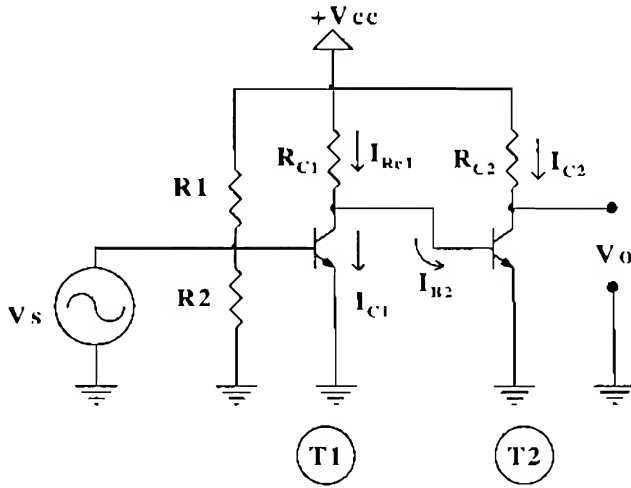 +Vcc
RC1
IRc1
RC2
IC2
R1
R2
Vs
IC1
IB2
Vo
T1
T2